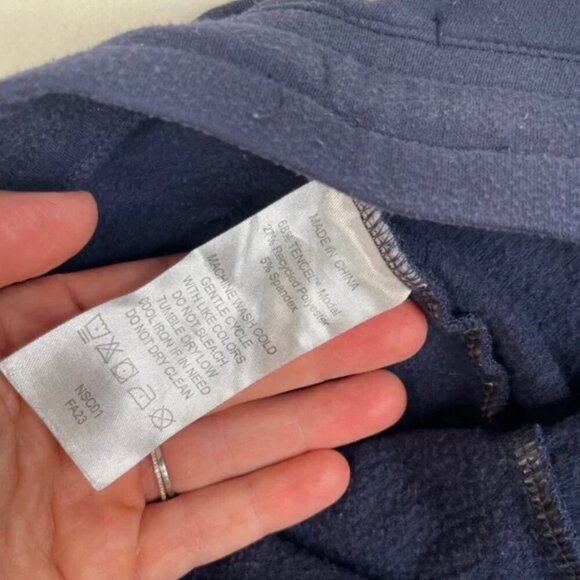 MADE IN CHINA
68% TENCEL™ Modal
27% Recycled Polyester
5% Spandex
MACHINE WASH COLD
GENTLE CYCLE
WITH LIKE COLORS
DO NOT BLEACH
TUMBLE DRY LOW
COOL IRON IF IN NEED
DO NOT DRY CLEAN
NSC01
FA23